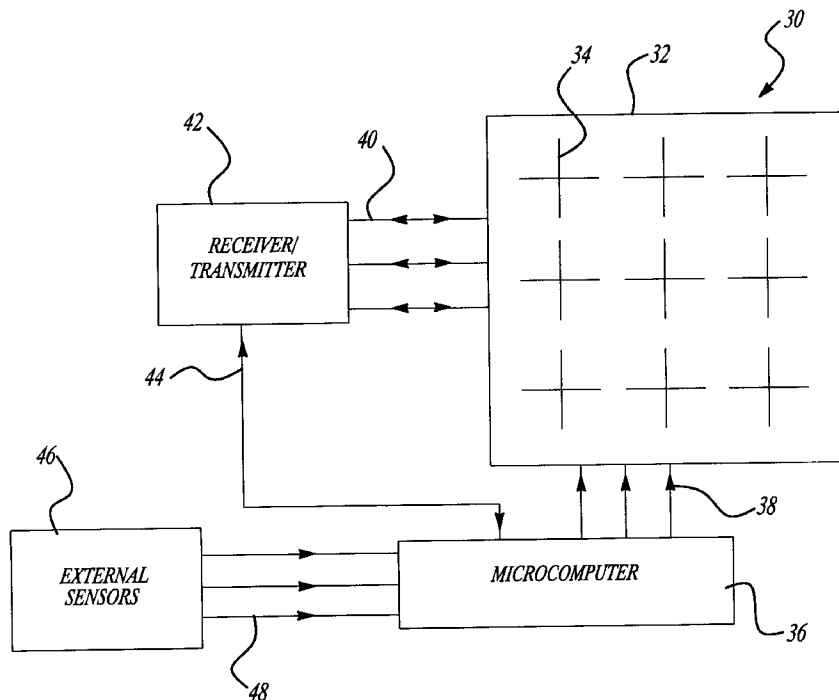 30
34
32
42
40
RECEIVER/
TRANSMITTER
44
38
46
EXTERNAL
SENSORS
MICROCOMPUTER
36
48